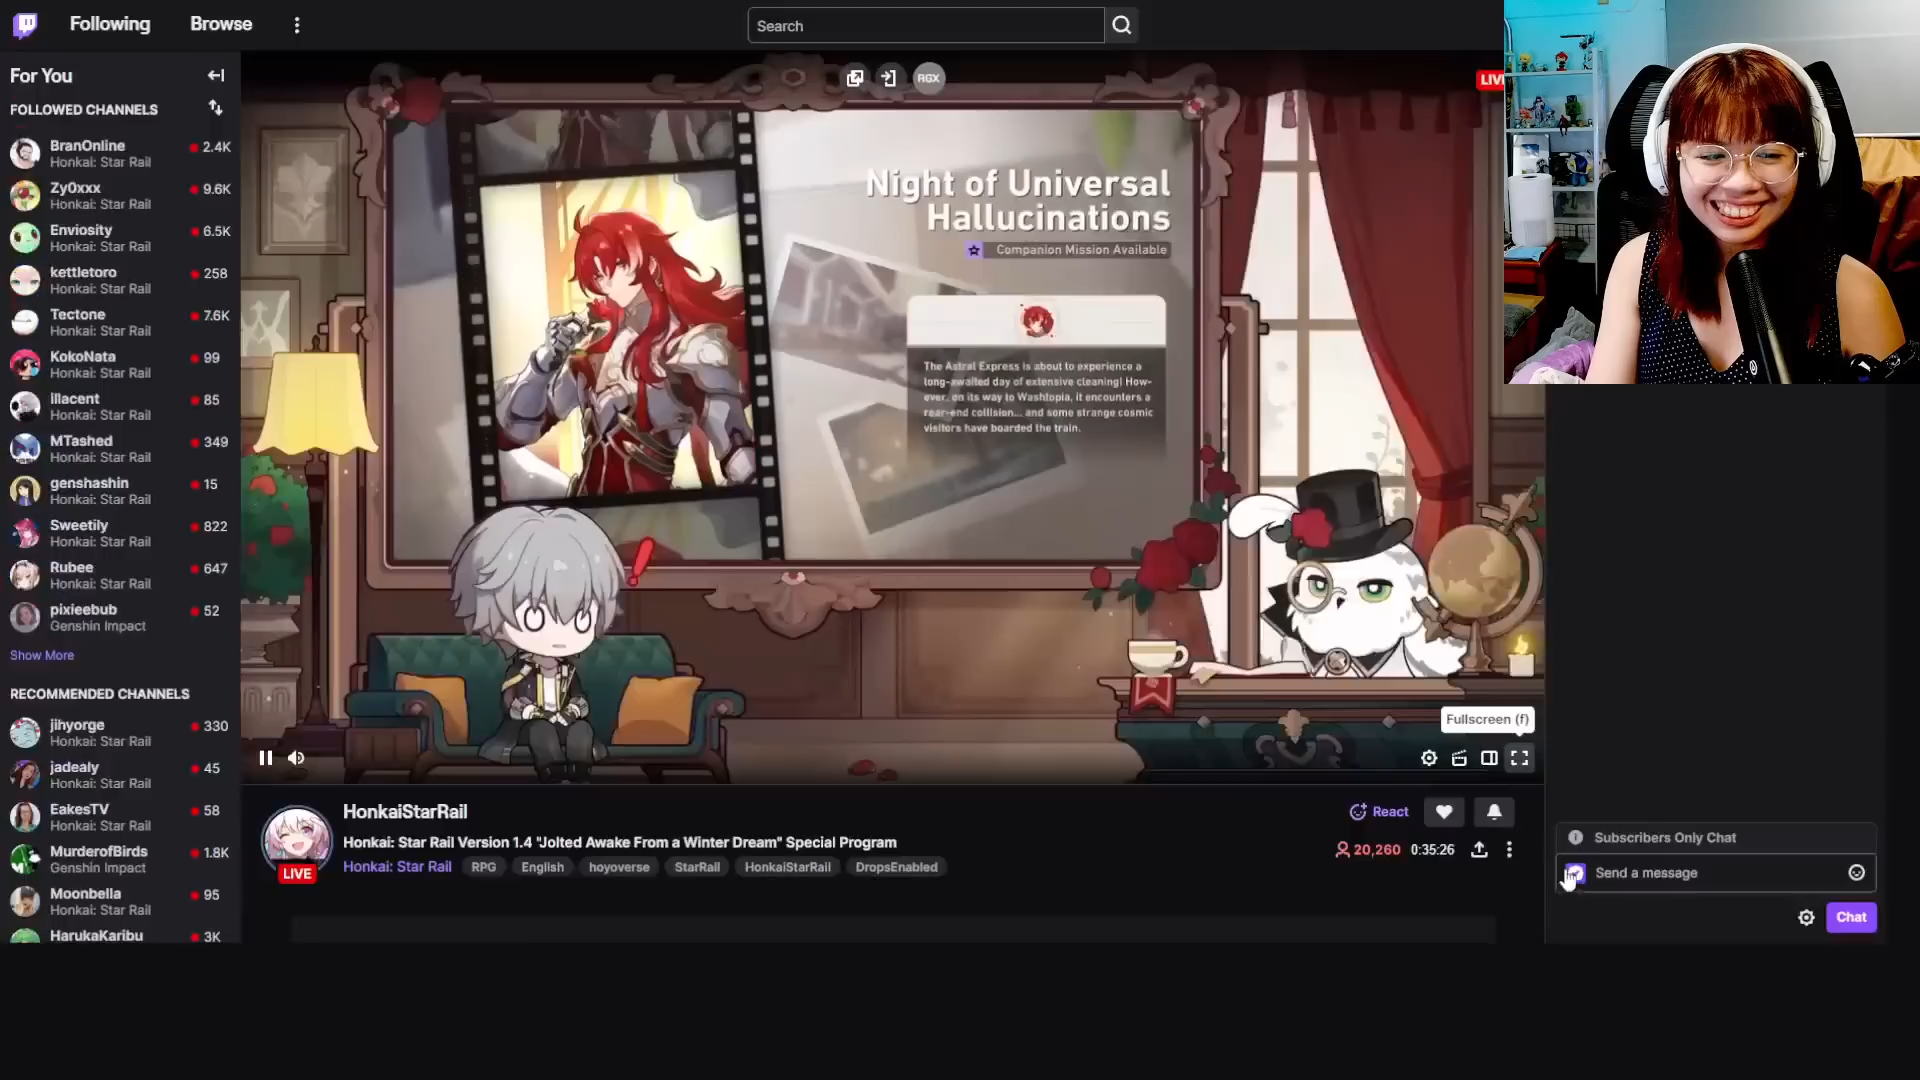 Following
Browse
Search
For You
FOLLOWED CHANNELS
BranOnline
2.4K
Honkai: Star Rail
Zy0xxx
9.6K
Honkai: Star Rail
Enviosity
6.5K
Honkai: Star Rail
kettletoro
258
Honkai: Star Rail
Tectone
7.6K
Honkai: Star Rail
KokoNata
99
Honkai: Star Rail
illacent
85
Honkai: Star Rail
MTashed
349
Honkai: Star Rail
genshashin
15
Honkai: Star Rail
Sweetily
822
Honkai: Star Rail
Rubee
647
Honkai: Star Rail
pixieebub
52
Genshin Impact
Show More
RECOMMENDED CHANNELS
jihyorge
330
Honkai: Star Rail
jadealy
45
Honkai: Star Rail
EakesTV
58
Honkai: Star Rail
MurderofBirds
1.8K
Genshin Impact
Moonbella
95
Honkai: Star Rail
HarukaKaribu
3K
RGX
LIV
Night of Universal
Hallucinations
Companion Mission Available
The Astral Express is about to experience a
long-awaited day of extensive cleaning! How-
ever, on its way to Washtopia, it encounters a
rear-end collision... and some strange cosmic
visitors have boarded the train.
Fullscreen (f)
HonkaiStarRail
React
Honkai: Star Rail Version 1.4 "Jolted Awake From a Winter Dream" Special Program
20,260 0:35:26
LIVE
Honkai: Star Rail
RPG
English
hoyoverse
StarRail
HonkaiStarRail
DropsEnabled
Subscribers Only Chat
Send a message
Chat